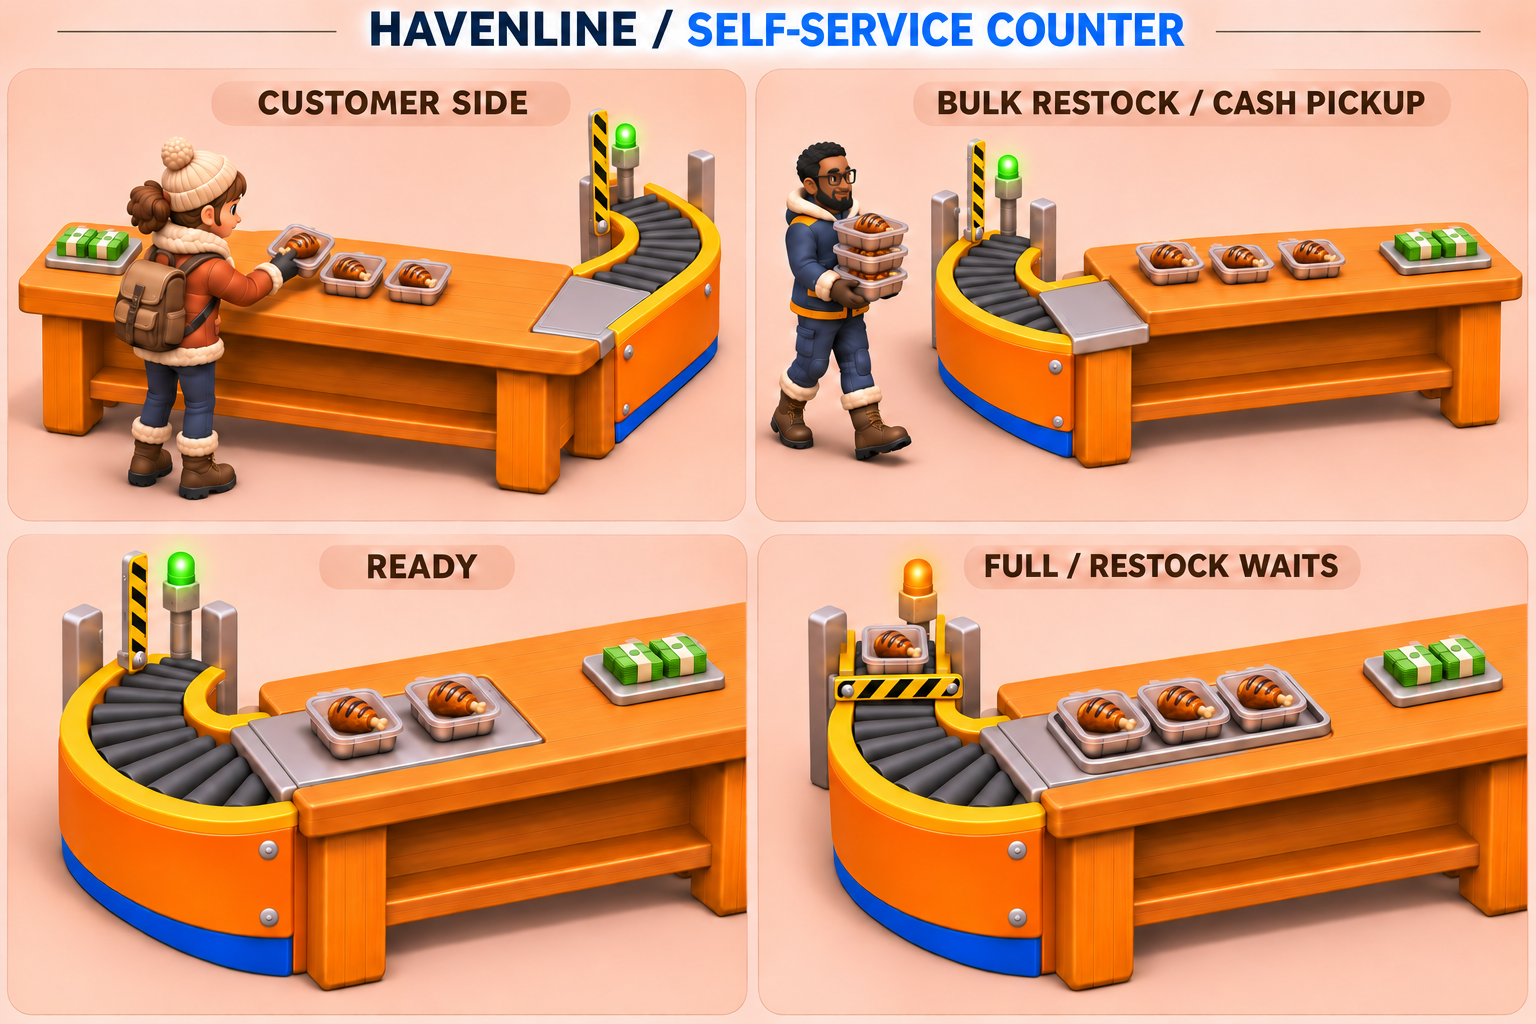 HAVENLINE / SELF-SERVICE COUNTER
CUSTOMER SIDE
BULK RESTOCK / CASH PICKUP
READY
FULL / RESTOCK WAITS